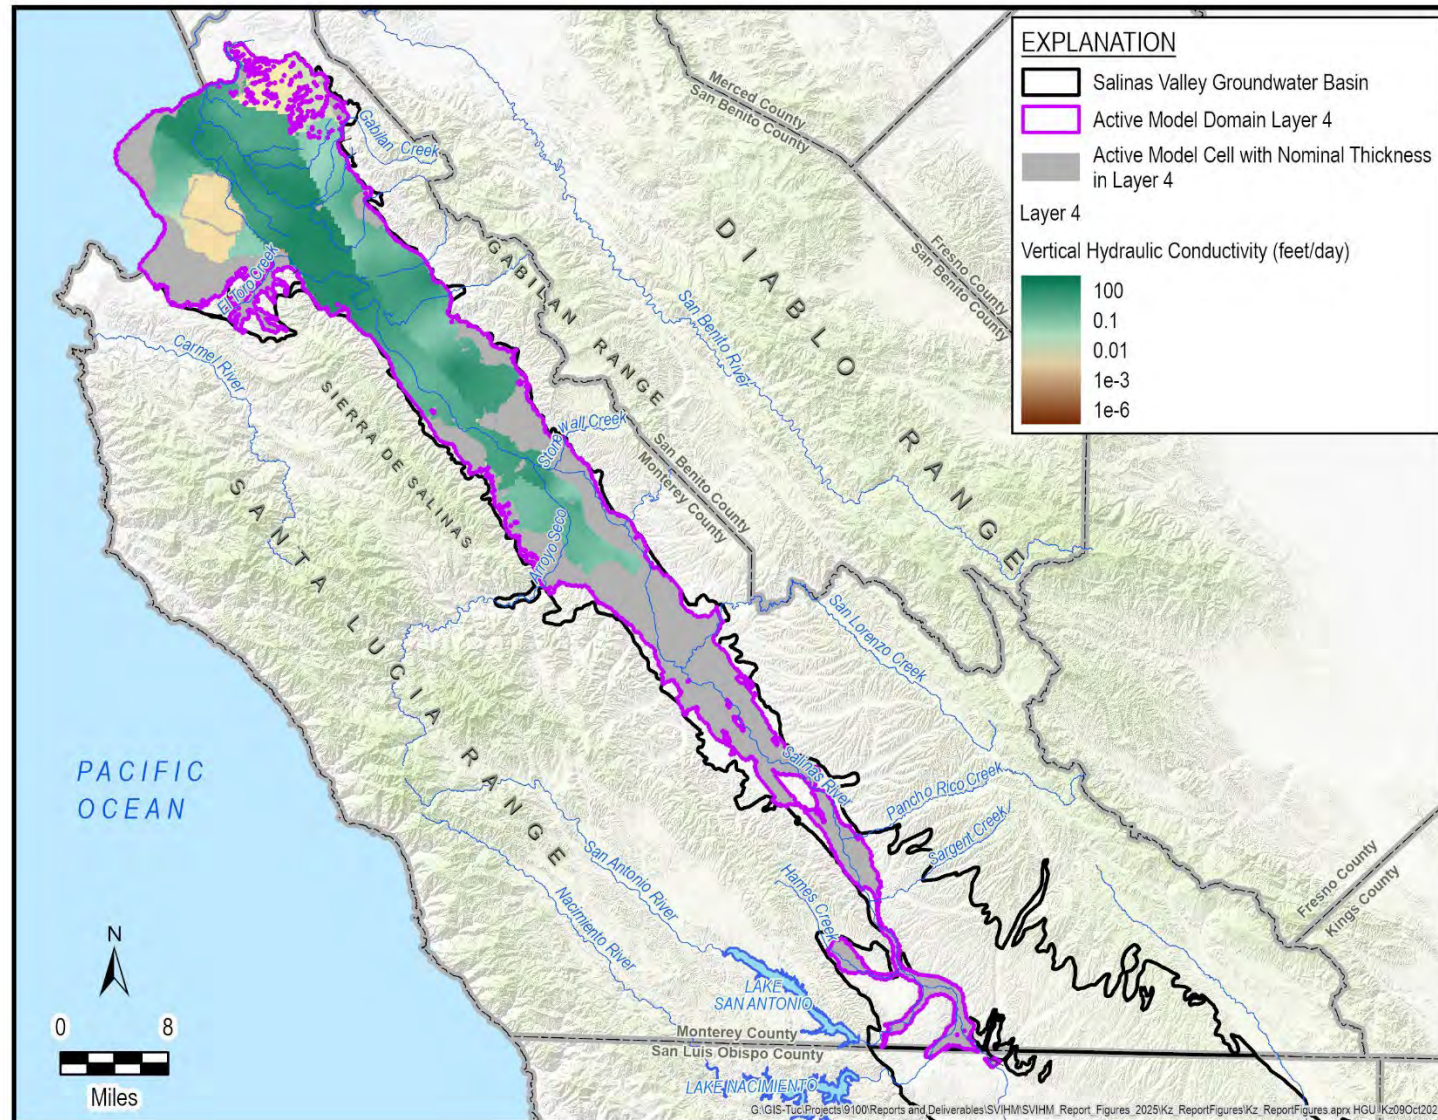 EXPLANATION
Salinas Valley Groundwater Basin
Active Model Domain Layer 4
Active Model Cell with Nominal Thickness
in Layer 4
Layer 4
Vertical Hydraulic Conductivity (feet/day)
100
0.1
0.01
1e-3
1e-6
Merced County
San Benito County
Fresno County
San Benito County
Gabilan Creek
DIABLO RANGE
GABILAN RANGE
San Benito River
El Toro Creek
Carmel River
SIERRA DE SALINAS
Stonewall Creek
San Benito County
Monterey County
SANTA LUCIA RANGE
Arroyo Seco
San Lorenzo Creek
PACIFIC
OCEAN
Salinas River
Pancho Rico Creek
Sargent Creek
San Antonio River
Nacimiento River
Hames Creek
Fresno County
Kings County
N
LAKE
SAN ANTONIO
0 8
Miles
Monterey County
San Luis Obispo County
LAKE NACIMIENTO